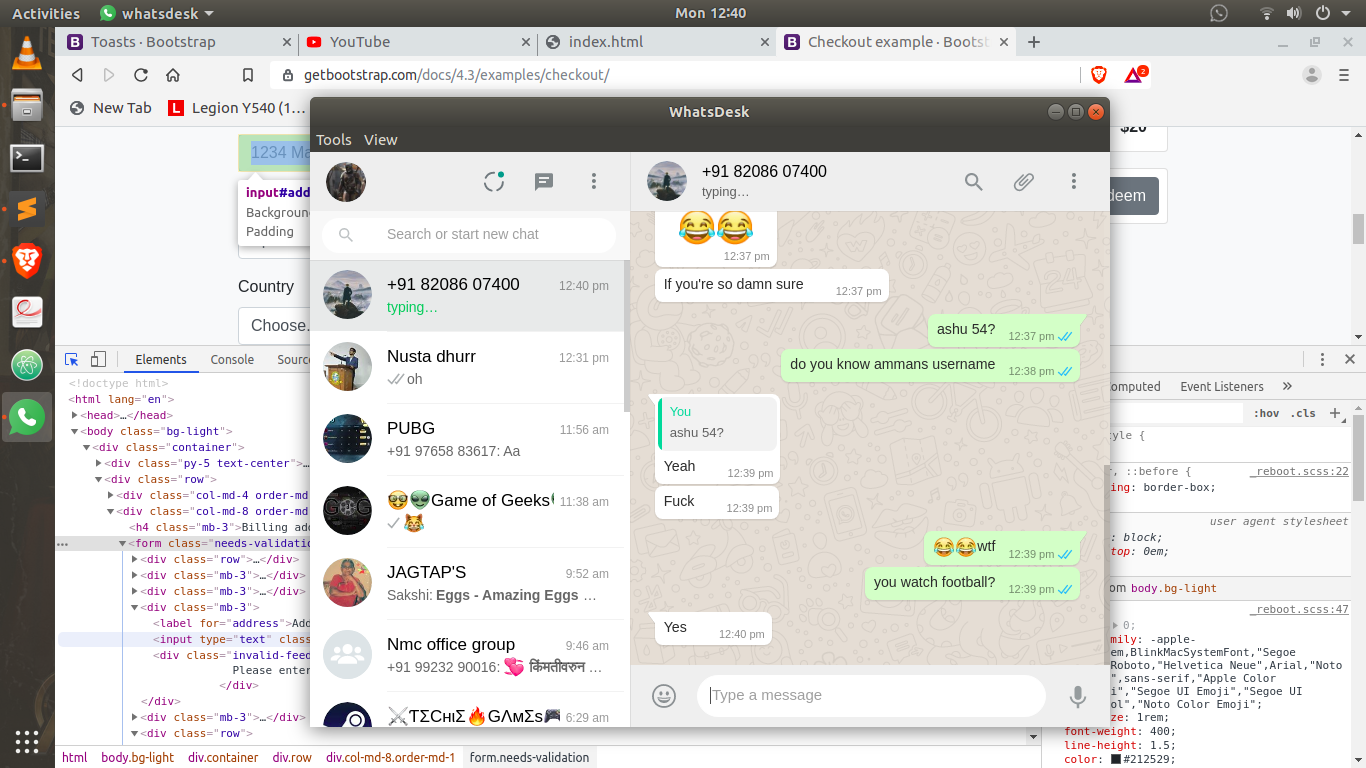 Activities
whatsdesk
Mon 12:40
Toasts · Bootstrap
YouTube
index.html
Checkout example · Bootst
getbootstrap.com/docs/4.3/examples/checkout/
2
New Tab
Legion Y540 (1…
WhatsDesk
Tools View
1234 Ma
input#add
Backgroun
Padding
Country
Choose.
$20
deem
Search or start new chat
+91 82086 07400
12:40 pm
typing…
Nusta dhurr
12:31 pm
oh
PUBG
11:56 am
+91 97658 83617: Aa
🤓👽Game of Geeks
11:38 am
😹
JAGTAP'S
9:52 am
Sakshi: Eggs - Amazing Eggs …
Nmc office group
9:46 am
+91 99232 90016: 💘 किंमतीवरुन …
⚔TΣCнιΣ🔥GΛмΣs🎮
6:29 am
+91 82086 07400
typing…
😂😂
12:37 pm
If you're so damn sure
12:37 pm
ashu 54?
12:37 pm
do you know ammans username
12:38 pm
You
ashu 54?
Yeah
12:39 pm
Fuck
12:39 pm
😂😂wtf
12:39 pm
you watch football?
12:39 pm
Yes
12:40 pm
Type a message
Elements
Console
Sourc
<!doctype html>
<html lang="en">
<head>…</head>
<body class="bg-light">
<div class="container">
<div class="py-5 text-center">…
<div class="row">
<div class="col-md-4 order-md
<div class="col-md-8 order-md
<h4 class="mb-3">Billing add
<form class="needs-validatio
<div class="row">…</div>
<div class="mb-3">…</div>
<div class="mb-3">…</div>
<div class="mb-3">
<label for="address">Add
<input type="text" clas
<div class="invalid-feed
Please enter
</div>
</div>
<div class="mb-3">…</div>
<div class="row">
html body.bg-light div.container div.row div.col-md-8.order-md-1 form.needs-validation
omputed
Event Listeners
:hov .cls
tyle {
, ::before {
_reboot.scss:22
ing: border-box;
user agent stylesheet
: block;
top: 0em;
om body.bg-light
_reboot.scss:47
0;
mily: -apple-
em,BlinkMacSystemFont,"Segoe
Roboto,"Helvetica Neue",Arial,"Noto
",sans-serif,"Apple Color
i","Segoe UI Emoji","Segoe UI
ol","Noto Color Emoji";
ze: 1rem;
font-weight: 400;
line-height: 1.5;
color: #212529;